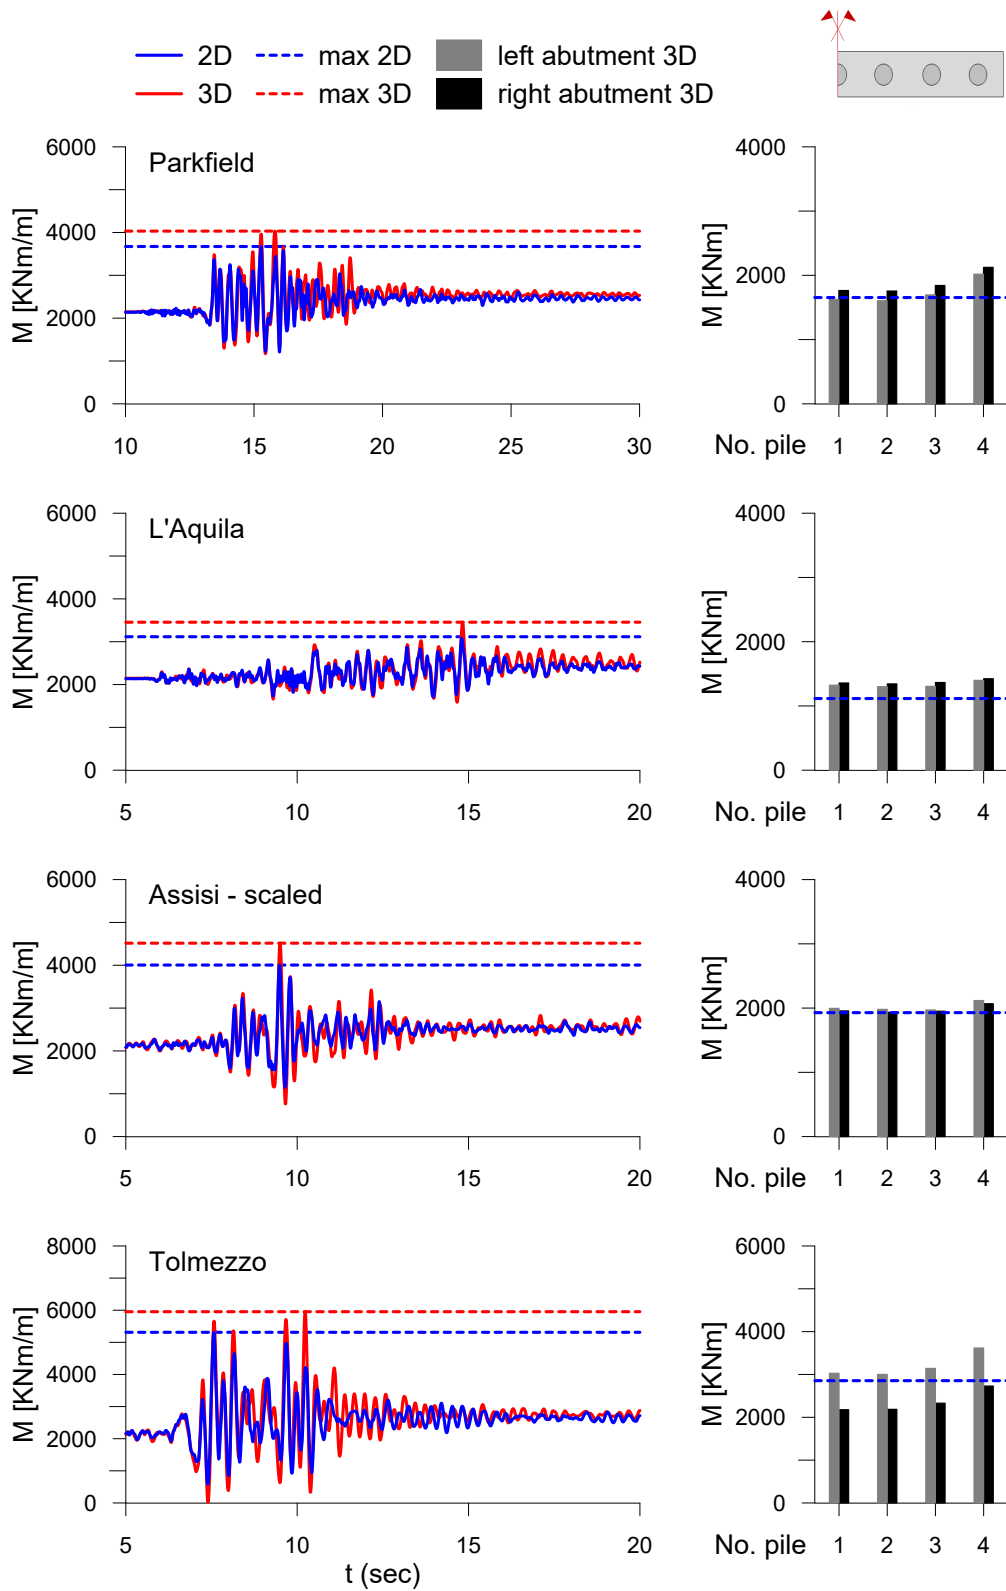 2D max 2D left abutment 3D
3D max 3D right abutment 3D
6000
4000
2000
0
M [KNm/m]
Parkfield
10 15 20 25 30
4000
2000
0
M [KNm]
No. pile 1 2 3 4
6000
4000
2000
0
M [KNm/m]
L'Aquila
5 10 15 20
4000
2000
0
M [KNm]
No. pile 1 2 3 4
6000
4000
2000
0
M [KNm/m]
Assisi - scaled
5 10 15 20
4000
2000
0
M [KNm]
No. pile 1 2 3 4
8000
6000
4000
2000
0
M [KNm/m]
Tolmezzo
5 10 15 20
t (sec)
6000
4000
2000
0
M [KNm]
No. pile 1 2 3 4